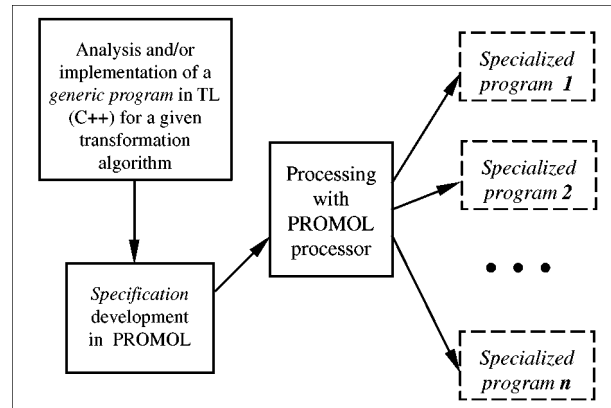 Analysis and/or
implementation of a
generic program in TL
(C++) for a given
transformation
algorithm
Specification
development
in PROMOL
Processing
with
PROMOL
processor
Specialized
program 1
Specialized
program 2
• • •
Specialized
program n